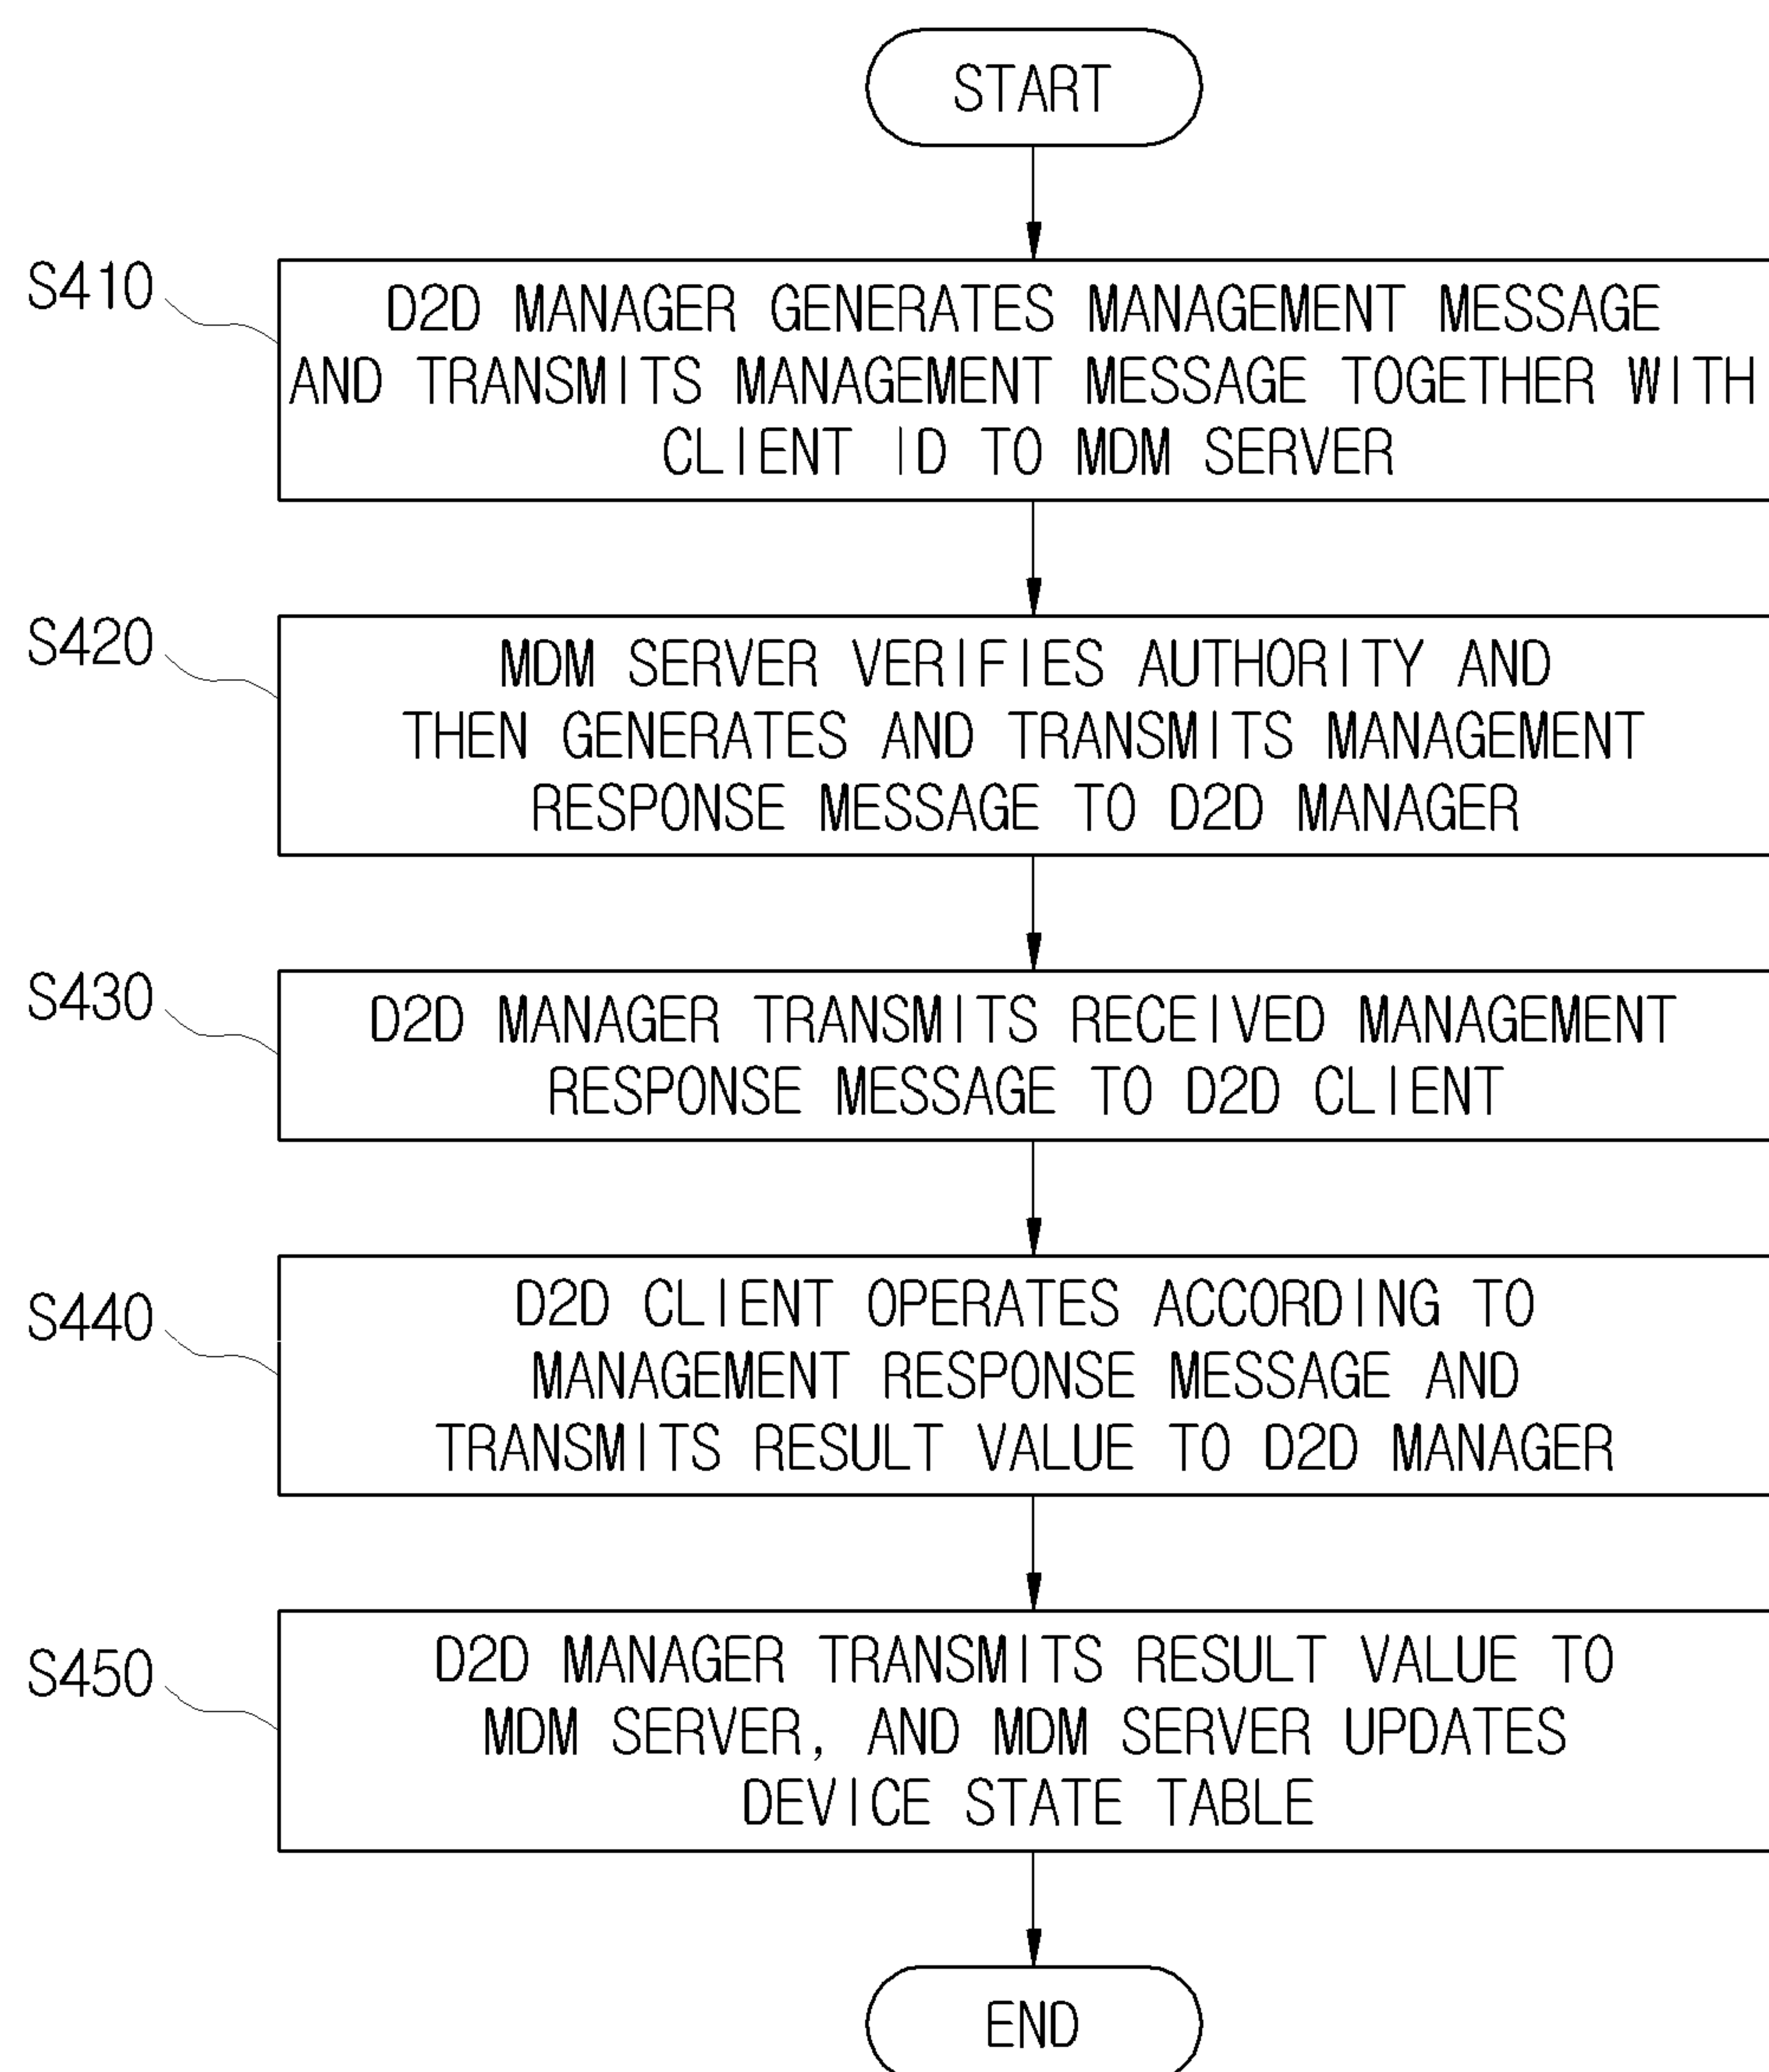 START
S410
D2D MANAGER GENERATES MANAGEMENT MESSAGE
AND TRANSMITS MANAGEMENT MESSAGE TOGETHER WITH
CLIENT ID TO MDM SERVER
S420
MDM SERVER VERIFIES AUTHORITY AND
THEN GENERATES AND TRANSMITS MANAGEMENT
RESPONSE MESSAGE TO D2D MANAGER
S430
D2D MANAGER TRANSMITS RECEIVED MANAGEMENT
RESPONSE MESSAGE TO D2D CLIENT
S440
D2D CLIENT OPERATES ACCORDING TO
MANAGEMENT RESPONSE MESSAGE AND
TRANSMITS RESULT VALUE TO D2D MANAGER
S450
D2D MANAGER TRANSMITS RESULT VALUE TO
MDM SERVER, AND MDM SERVER UPDATES
DEVICE STATE TABLE
END